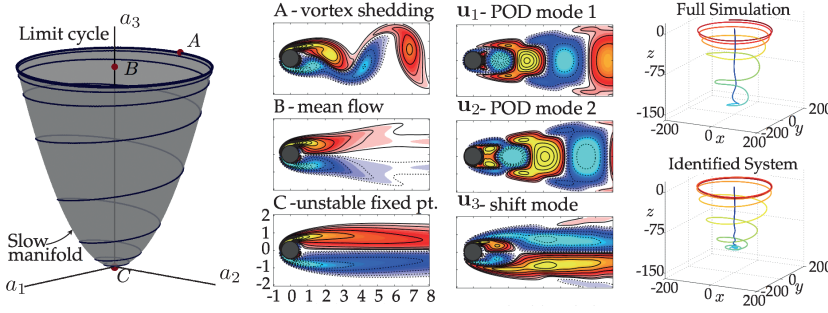 a₃
Limit cycle
A
B
Slow
manifold
C
a₁
a₂
A - vortex shedding
B - mean flow
C - unstable fixed pt.
2
1
0
-1
-2
-1 0 1 2 3 4 5 6 7 8
u₁ - POD mode 1
u₂ - POD mode 2
u₃ - shift mode
Full Simulation
0
z
-75
-150
-200
0
x
200
-200
0
y
200
Identified System
0
z
-75
-150
-200
0
x
200
-200
0
y
200